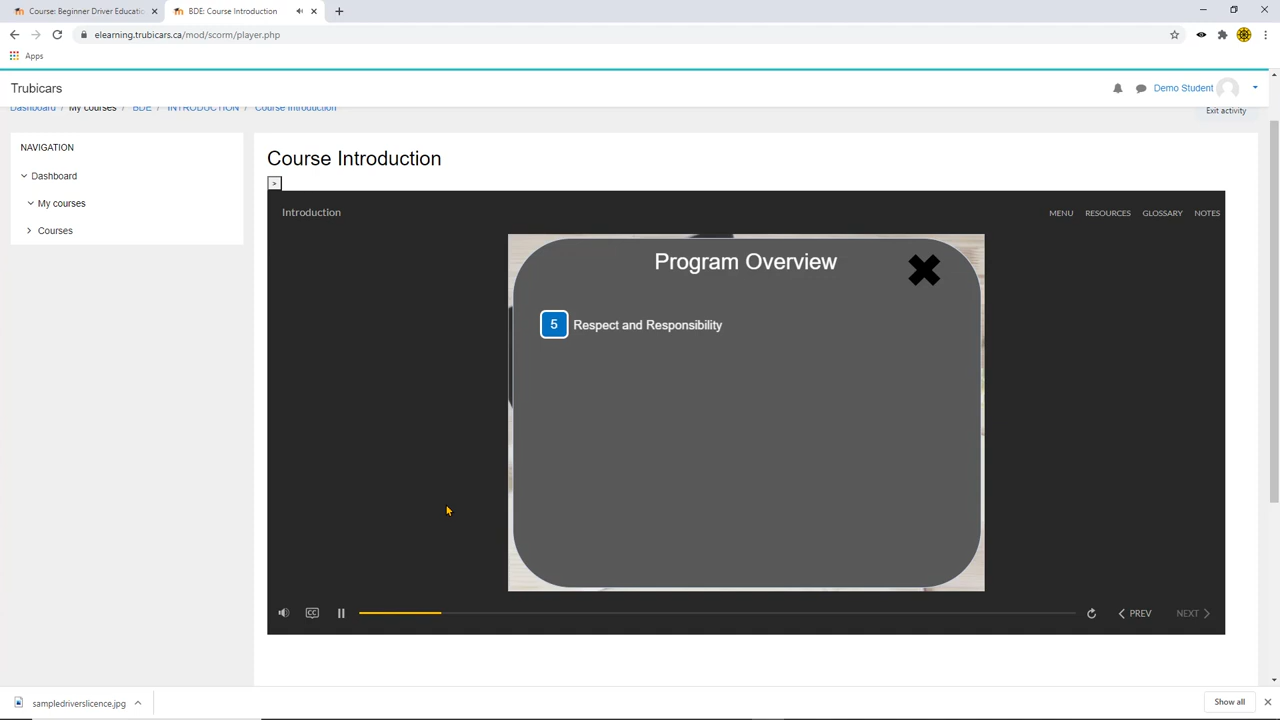 Course: Beginner Driver Educatio
BDE: Course Introduction
elearning.trubicars.ca/mod/scorm/player.php
Apps
Trubicars
Demo Student
Dashboard / My courses / BDE / INTRODUCTION / Course Introduction
Exit activity
NAVIGATION
Dashboard
My courses
Courses
Course Introduction
>
Introduction
MENU RESOURCES GLOSSARY NOTES
Program Overview
5 Respect and Responsibility
CC
PREV
NEXT
sampledriverslicence.jpg
Show all